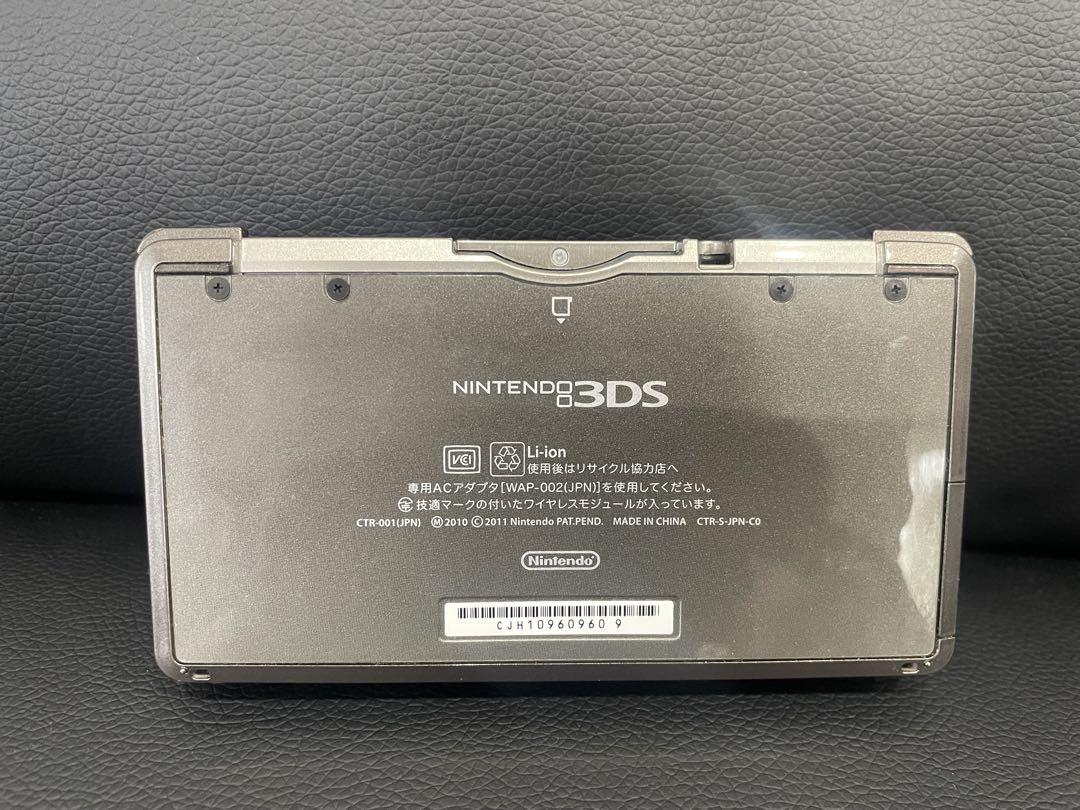 NINTENDO 3DS
VCI
Li-ion
使用後はリサイクル協力店へ
専用ACアダプタ[WAP-002(JPN)]を使用してください。
技適マークの付いたワイヤレスモジュールが入っています。
CTR-001(JPN) Ⓜ2010 Ⓒ2011 Nintendo PAT.PEND. MADE IN CHINA CTR-S-JPN-C0
Nintendo
CJH10960960 9